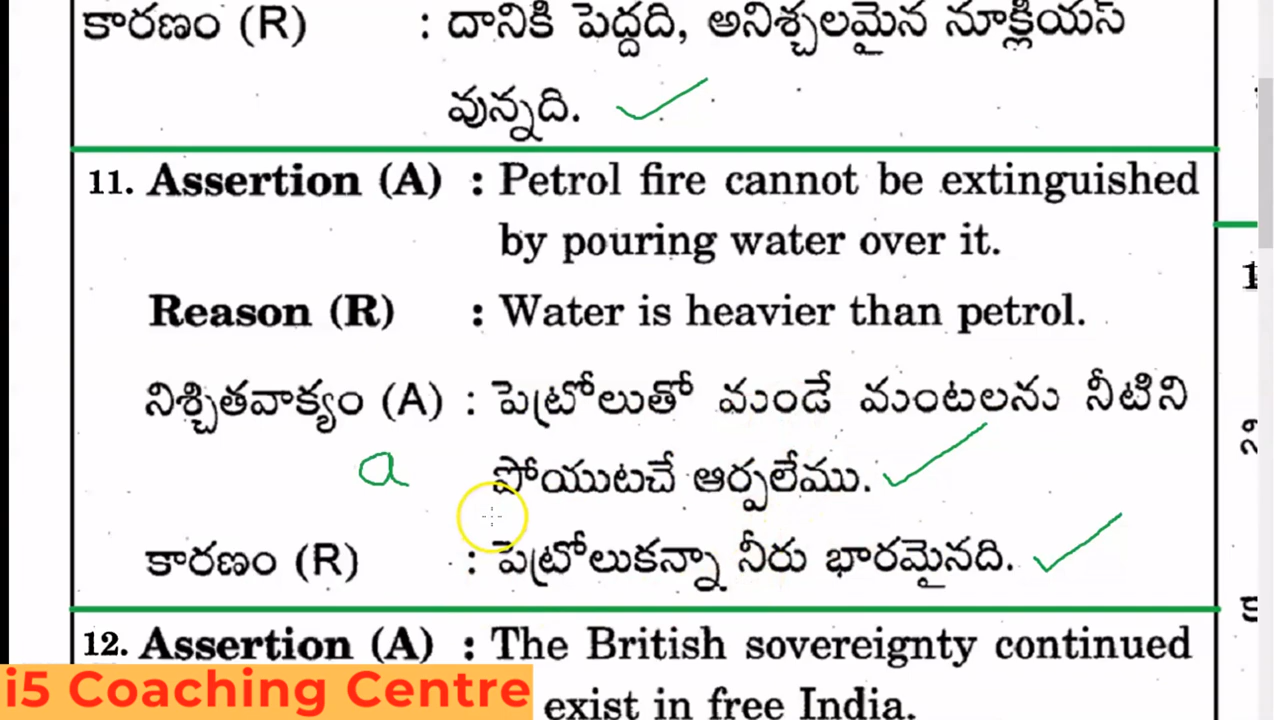 కారణం (R) : దానికి పెద్దది, అనిశ్చలమైన నూక్లియస్
వున్నది.
11. Assertion (A) : Petrol fire cannot be extinguished
by pouring water over it.
Reason (R) : Water is heavier than petrol.
నిశ్చితవాక్యం (A) : పెట్రోలుతో మండే మంటలను నీటిని
a పోయుటచే ఆర్పలేము.
కారణం (R) : పెట్రోలుకన్నా నీరు భారమైనది.
12. Assertion (A) : The British sovereignty continued
exist in free India.
i5 Coaching Centre